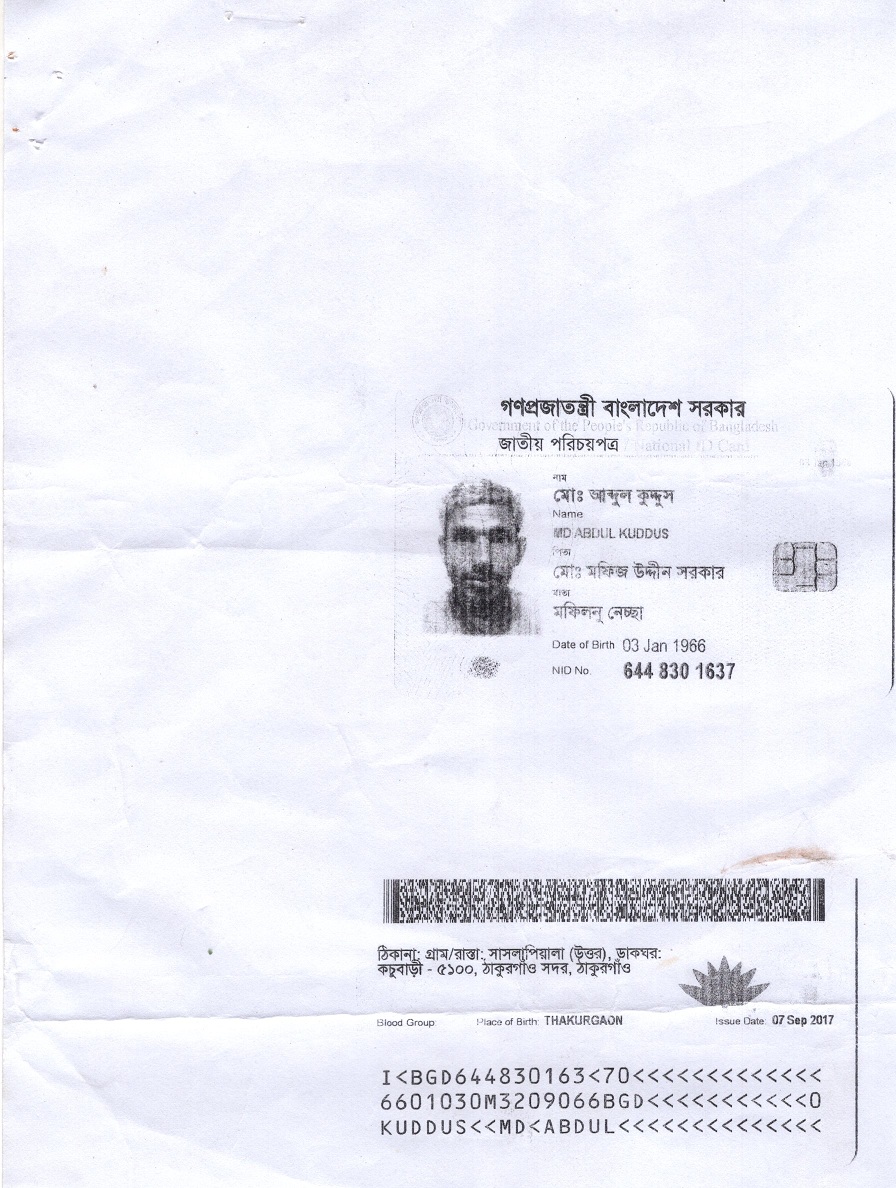 গণপ্রজাতন্ত্রী বাংলাদেশ সরকার
Government of the People's Republic of Bangladesh
জাতীয় পরিচয়পত্র / National ID Card
নাম
মোঃ আব্দুল কুদ্দুস
Name
MD ABDUL KUDDUS
পিতা
মোঃ মফিজ উদ্দীন সরকার
মাতা
মফিলন্ নেচ্ছা
Date of Birth 03 Jan 1966
NID No. 644 830 1637
ঠিকানা: গ্রাম/রাস্তা: সাসলাপিয়ালা (উত্তর), ডাকঘর:
কচুবাড়ী - ৫১০০, ঠাকুরগাঁও সদর, ঠাকুরগাঁও
Blood Group: Place of Birth: THAKURGAON Issue Date: 07 Sep 2017
I<BGD644830163<70<<<<<<<<<<<<<
6601030M3209066BGD<<<<<<<<<<<0
KUDDUS<<MD<ABDUL<<<<<<<<<<<<<<